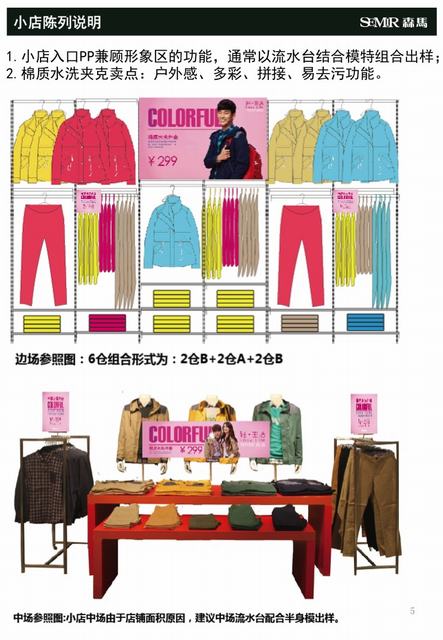 小店陈列说明
SEMIR 森馬
1. 小店入口PP兼顾形象区的功能，通常以流水台结合模特组合出样；
2. 棉质水洗夹克卖点：户外感、多彩、拼接、易去污功能。
COLORFUL
￥299
边场参照图：6仓组合形式为：2仓B+2仓A+2仓B
COLORFUL
￥299
中场参照图:小店中场由于店铺面积原因，建议中场流水台配合半身模出样。
5